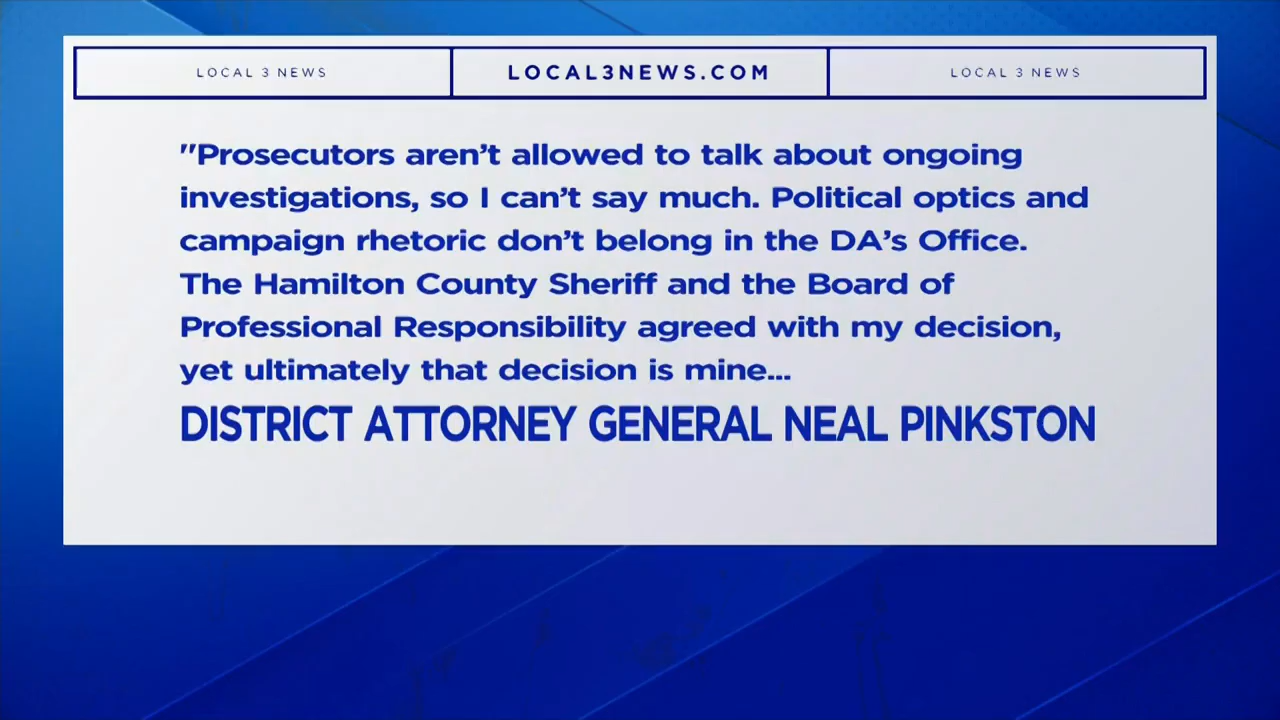 LOCAL 3 NEWS
LOCAL3NEWS.COM
LOCAL 3 NEWS
"Prosecutors aren’t allowed to talk about ongoing
investigations, so I can’t say much. Political optics and
campaign rhetoric don’t belong in the DA’s Office.
The Hamilton County Sheriff and the Board of
Professional Responsibility agreed with my decision,
yet ultimately that decision is mine...
DISTRICT ATTORNEY GENERAL NEAL PINKSTON